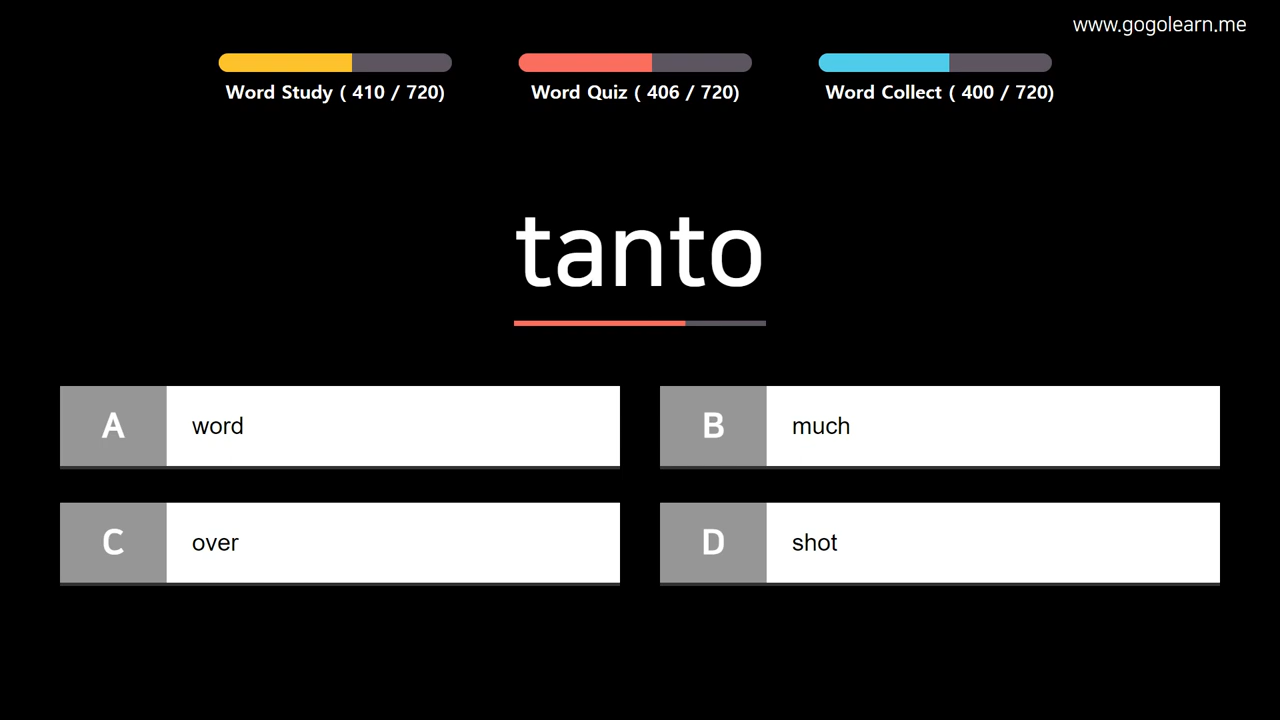 www.gogolearn.me
Word Study ( 410 / 720)
Word Quiz ( 406 / 720)
Word Collect ( 400 / 720)
tanto
A word
B much
C over
D shot